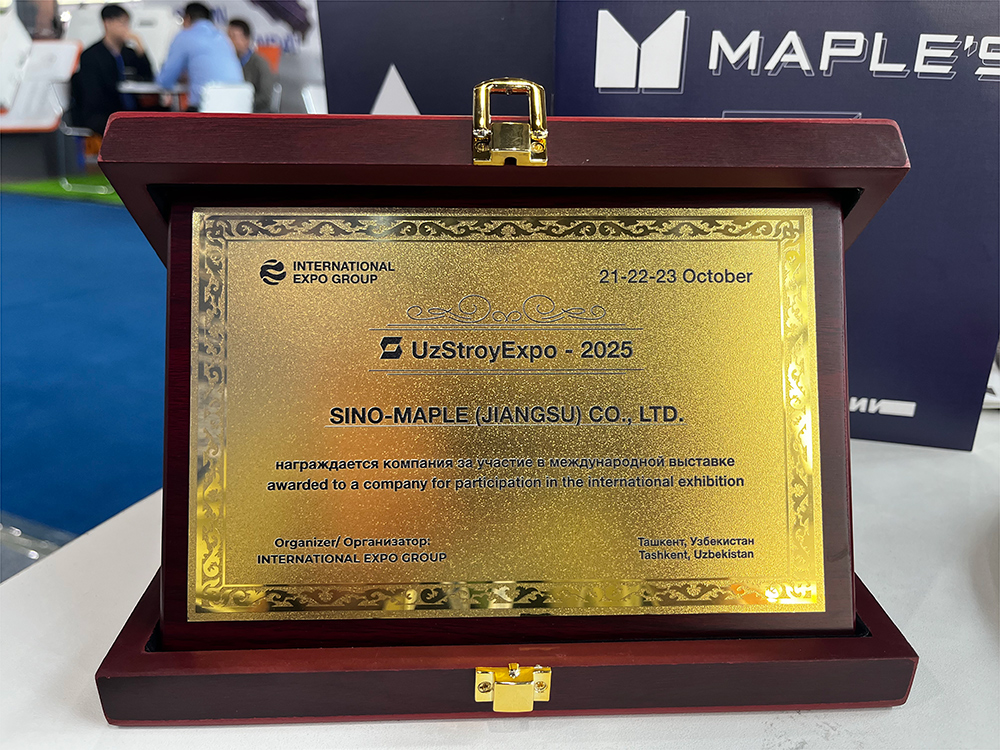 MAPLE'S
INTERNATIONAL
EXPO GROUP
21-22-23 October
UzStroyExpo - 2025
SINO-MAPLE (JIANGSU) CO., LTD.
награждается компания за участие в международной выставке
awarded to a company for participation in the international exhibition
Organizer/ Организатор:
INTERNATIONAL EXPO GROUP
Ташкент, Узбекистан
Tashkent, Uzbekistan